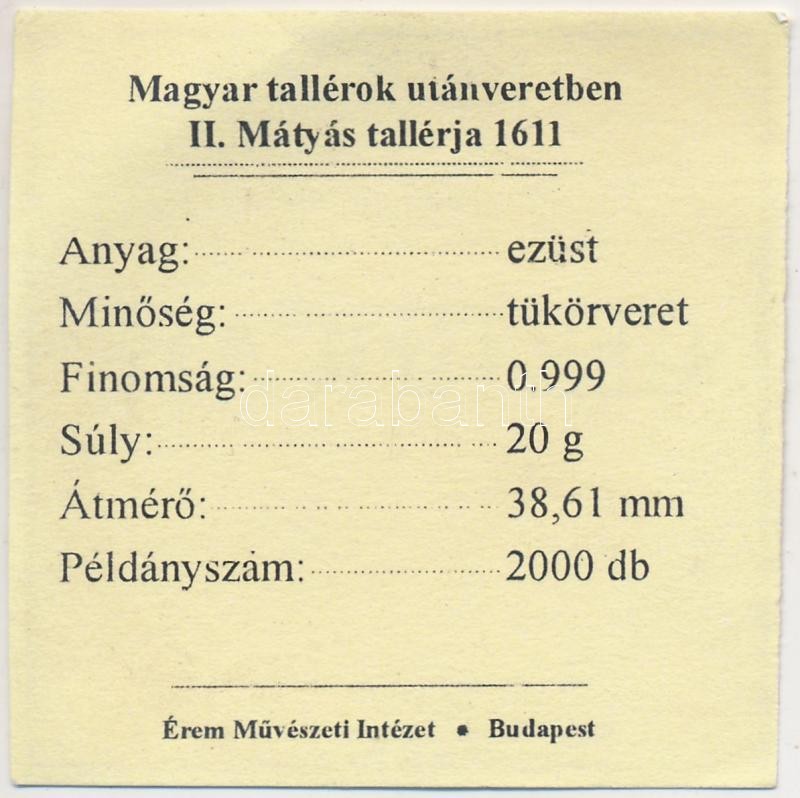 Magyar tallérok utánveretben
II. Mátyás tallérja 1611
Anyag: ezüst
Minőség: tükörveret
Finomság: 0.999
darabanth
Súly: 20 g
Átmérő: 38,61 mm
Példányszám: 2000 db
Érem Művészeti Intézet • Budapest